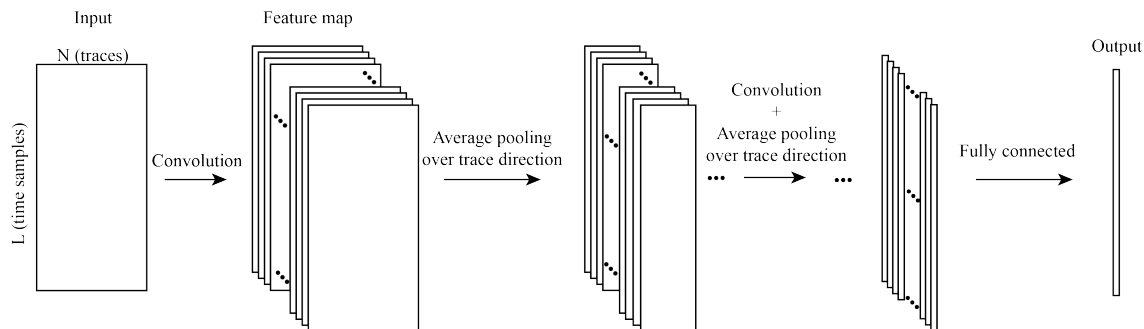 Input
Feature map
N (traces)
L (time samples)
Convolution
Average pooling
over trace direction
Convolution
+
Average pooling
over trace direction
Fully connected
Output